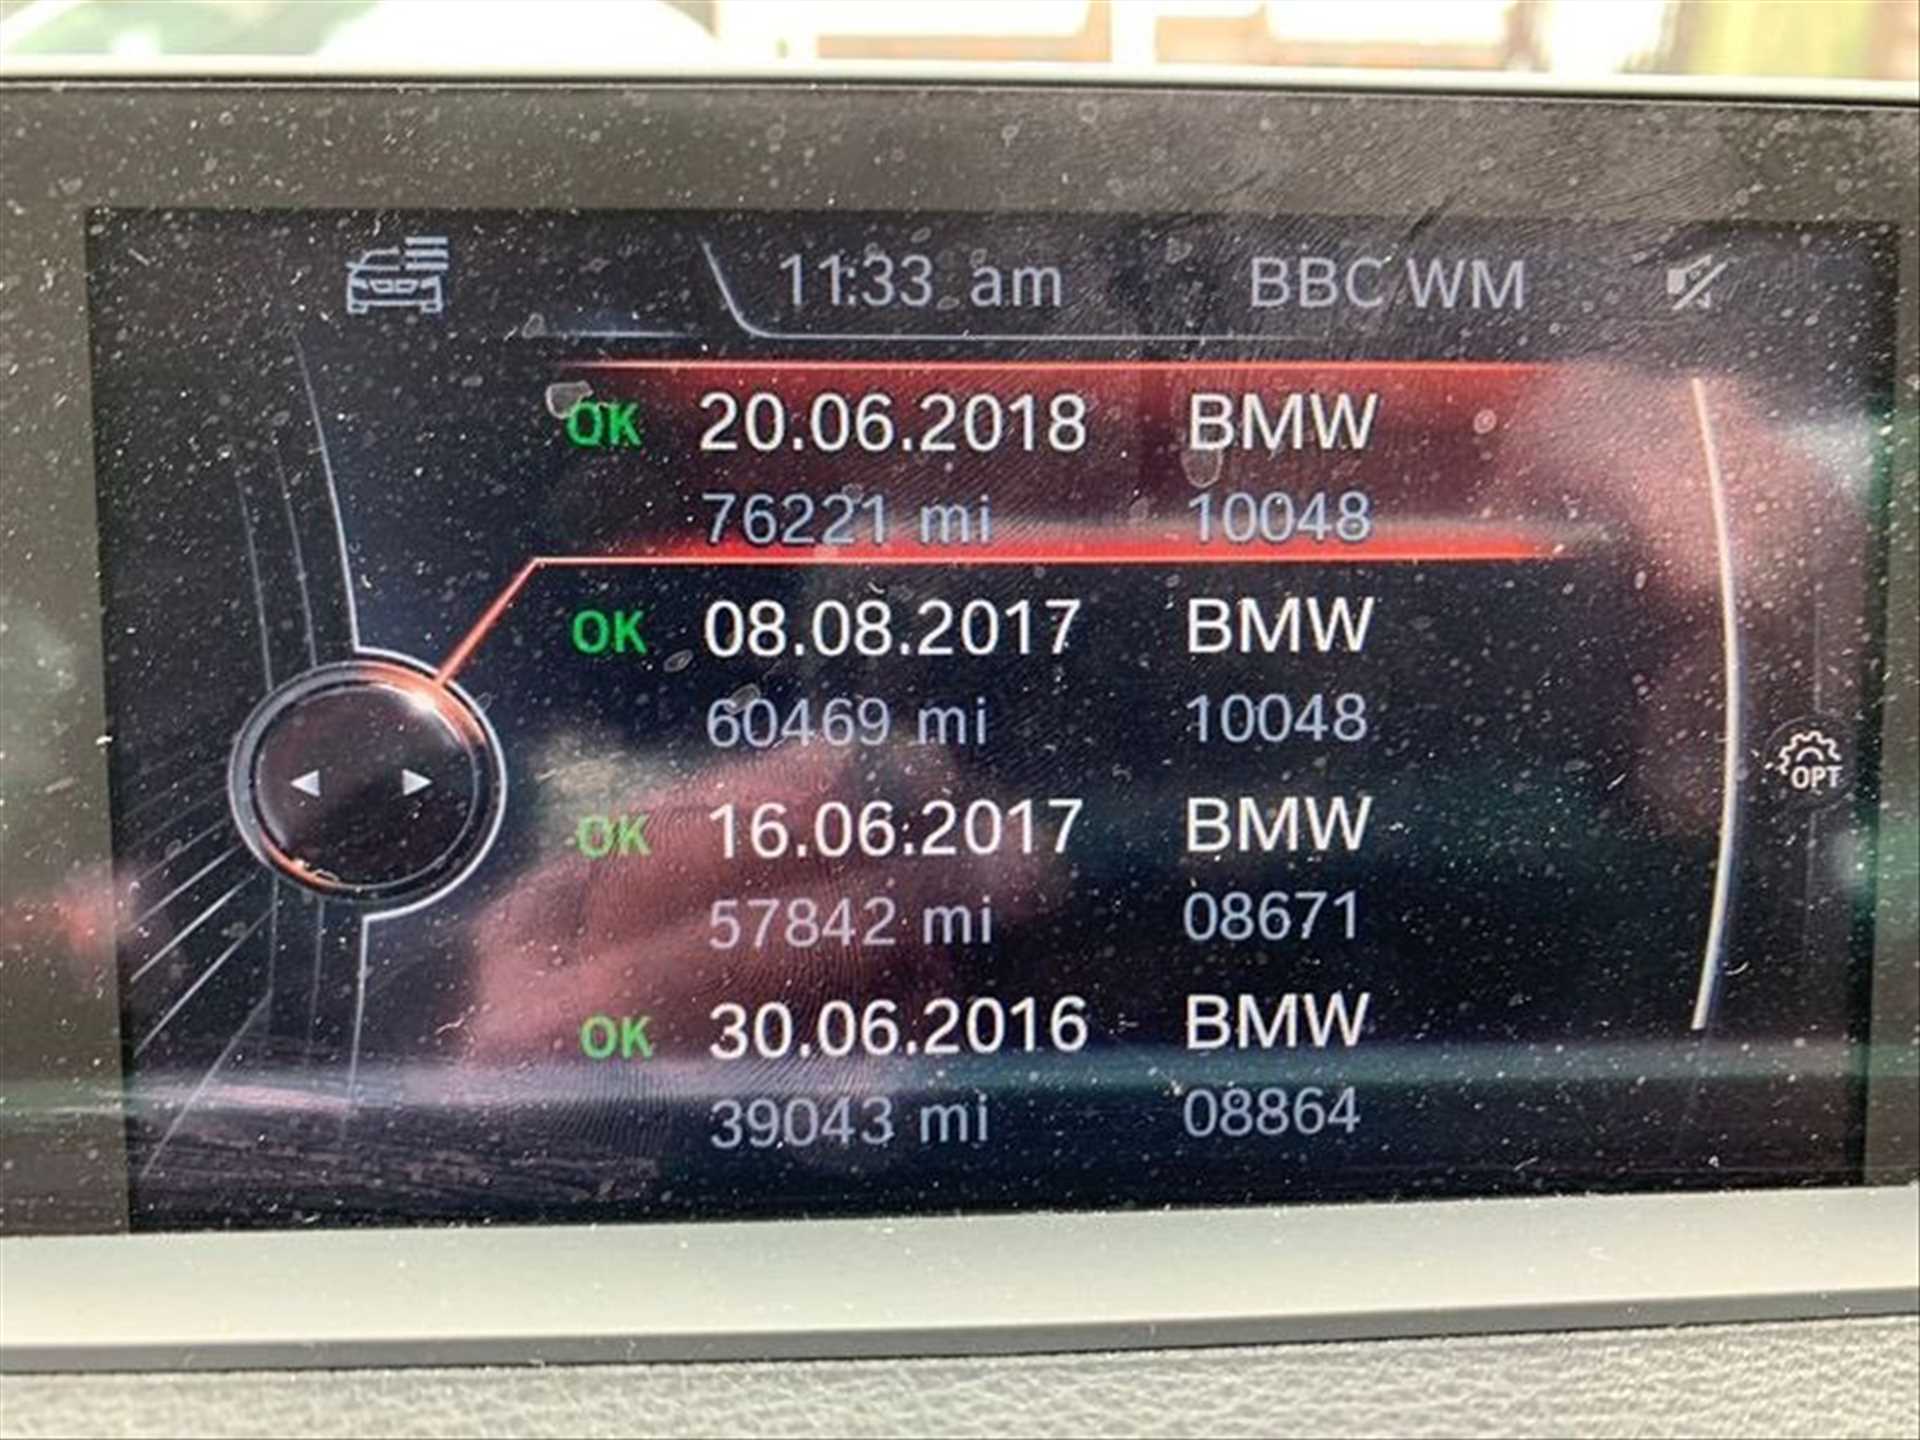 11:33 am BBC WM
OK 20.06.2018 BMW
76221 mi 10048
OK 08.08.2017 BMW
60469 mi 10048
OPT
OK 16.06.2017 BMW
57842 mi 08671
OK 30.06.2016 BMW
39043 mi 08864